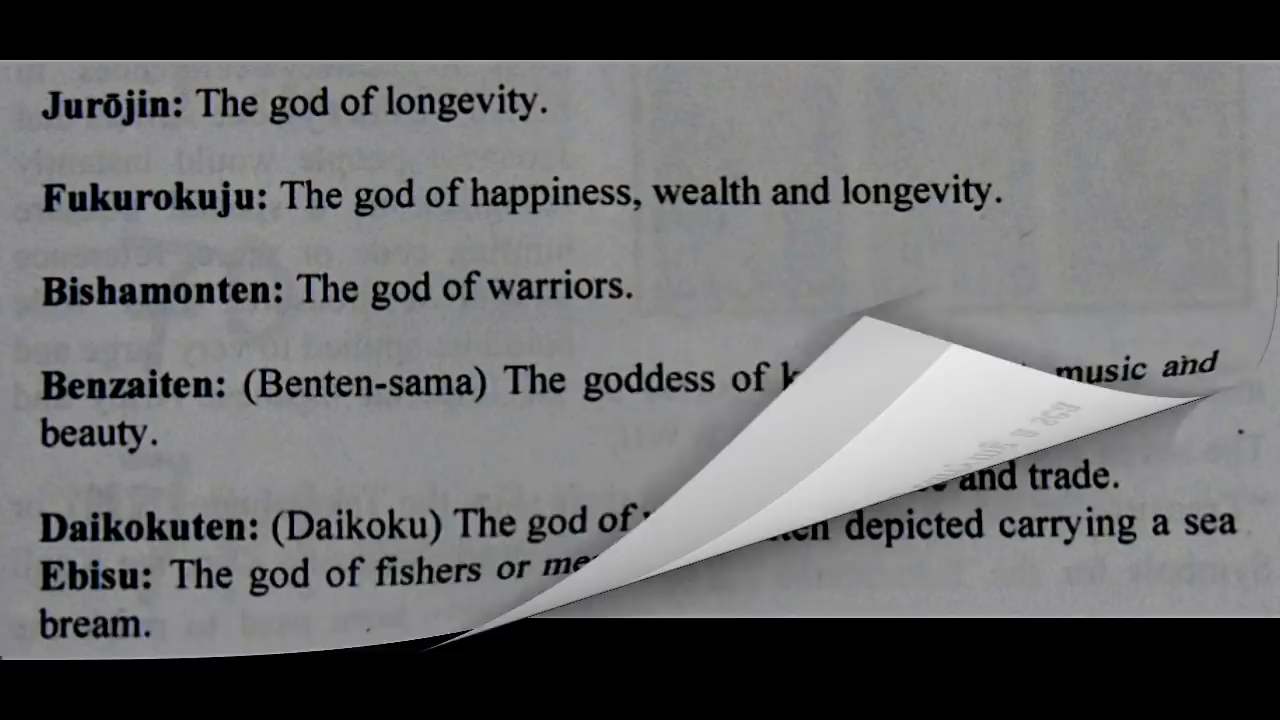 Jurōjin: The god of longevity.
Fukurokuju: The god of happiness, wealth and longevity.
Bishamonten: The god of warriors.
Benzaiten: (Benten-sama) The goddess of music and
beauty.
Daikokuten: (Daikoku) The god of and trade.
Ebisu: The god of fishers or depicted carrying a sea
bream.